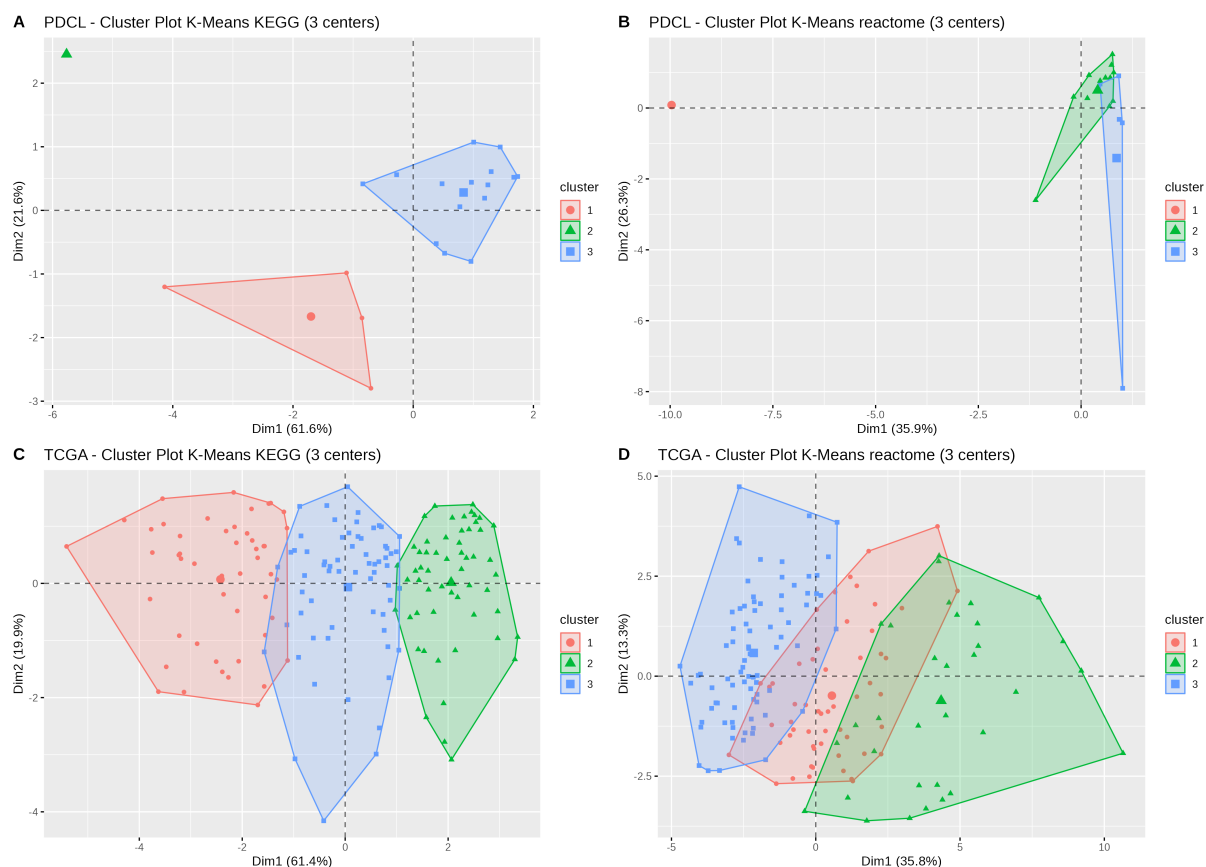 A PDCL - Cluster Plot K-Means KEGG (3 centers)
2
1
0
-1
-2
-3
Dim2 (21.6%)
-6 -4 -2 0 2
Dim1 (61.6%)
cluster
1
2
3
B PDCL - Cluster Plot K-Means reactome (3 centers)
0
-2
-4
-6
-8
Dim2 (26.3%)
-10.0 -7.5 -5.0 -2.5 0.0
Dim1 (35.9%)
cluster
1
2
3
C TCGA - Cluster Plot K-Means KEGG (3 centers)
0
-2
-4
Dim2 (19.9%)
-4 -2 0 2
Dim1 (61.4%)
cluster
1
2
3
D TCGA - Cluster Plot K-Means reactome (3 centers)
5.0
2.5
0.0
-2.5
Dim2 (13.3%)
-5 0 5 10
Dim1 (35.8%)
cluster
1
2
3